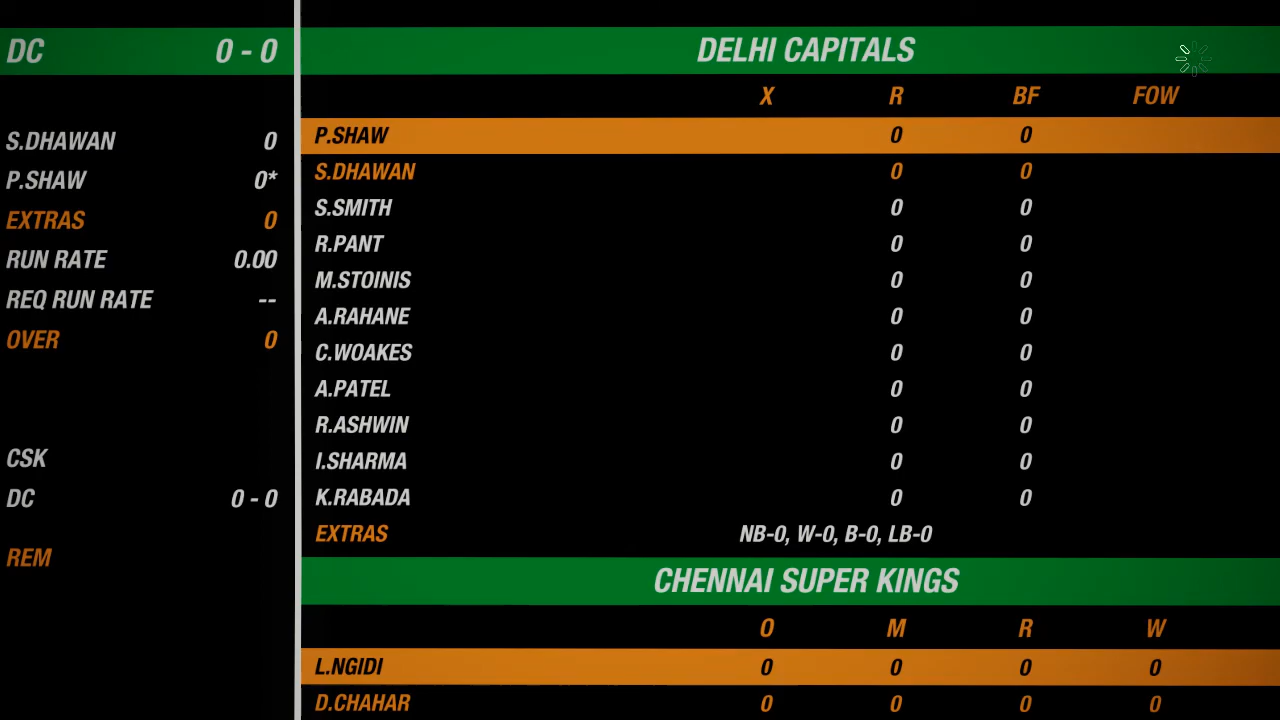 DC 0 - 0
S.DHAWAN 0
P.SHAW 0*
EXTRAS 0
RUN RATE 0.00
REQ RUN RATE --
OVER 0
CSK
DC 0 - 0
REM
DELHI CAPITALS
X R BF FOW
P.SHAW 0 0
S.DHAWAN 0 0
S.SMITH 0 0
R.PANT 0 0
M.STOINIS 0 0
A.RAHANE 0 0
C.WOAKES 0 0
A.PATEL 0 0
R.ASHWIN 0 0
I.SHARMA 0 0
K.RABADA 0 0
EXTRAS NB-0, W-0, B-0, LB-0
CHENNAI SUPER KINGS
O M R W
L.NGIDI 0 0 0 0
D.CHAHAR 0 0 0 0